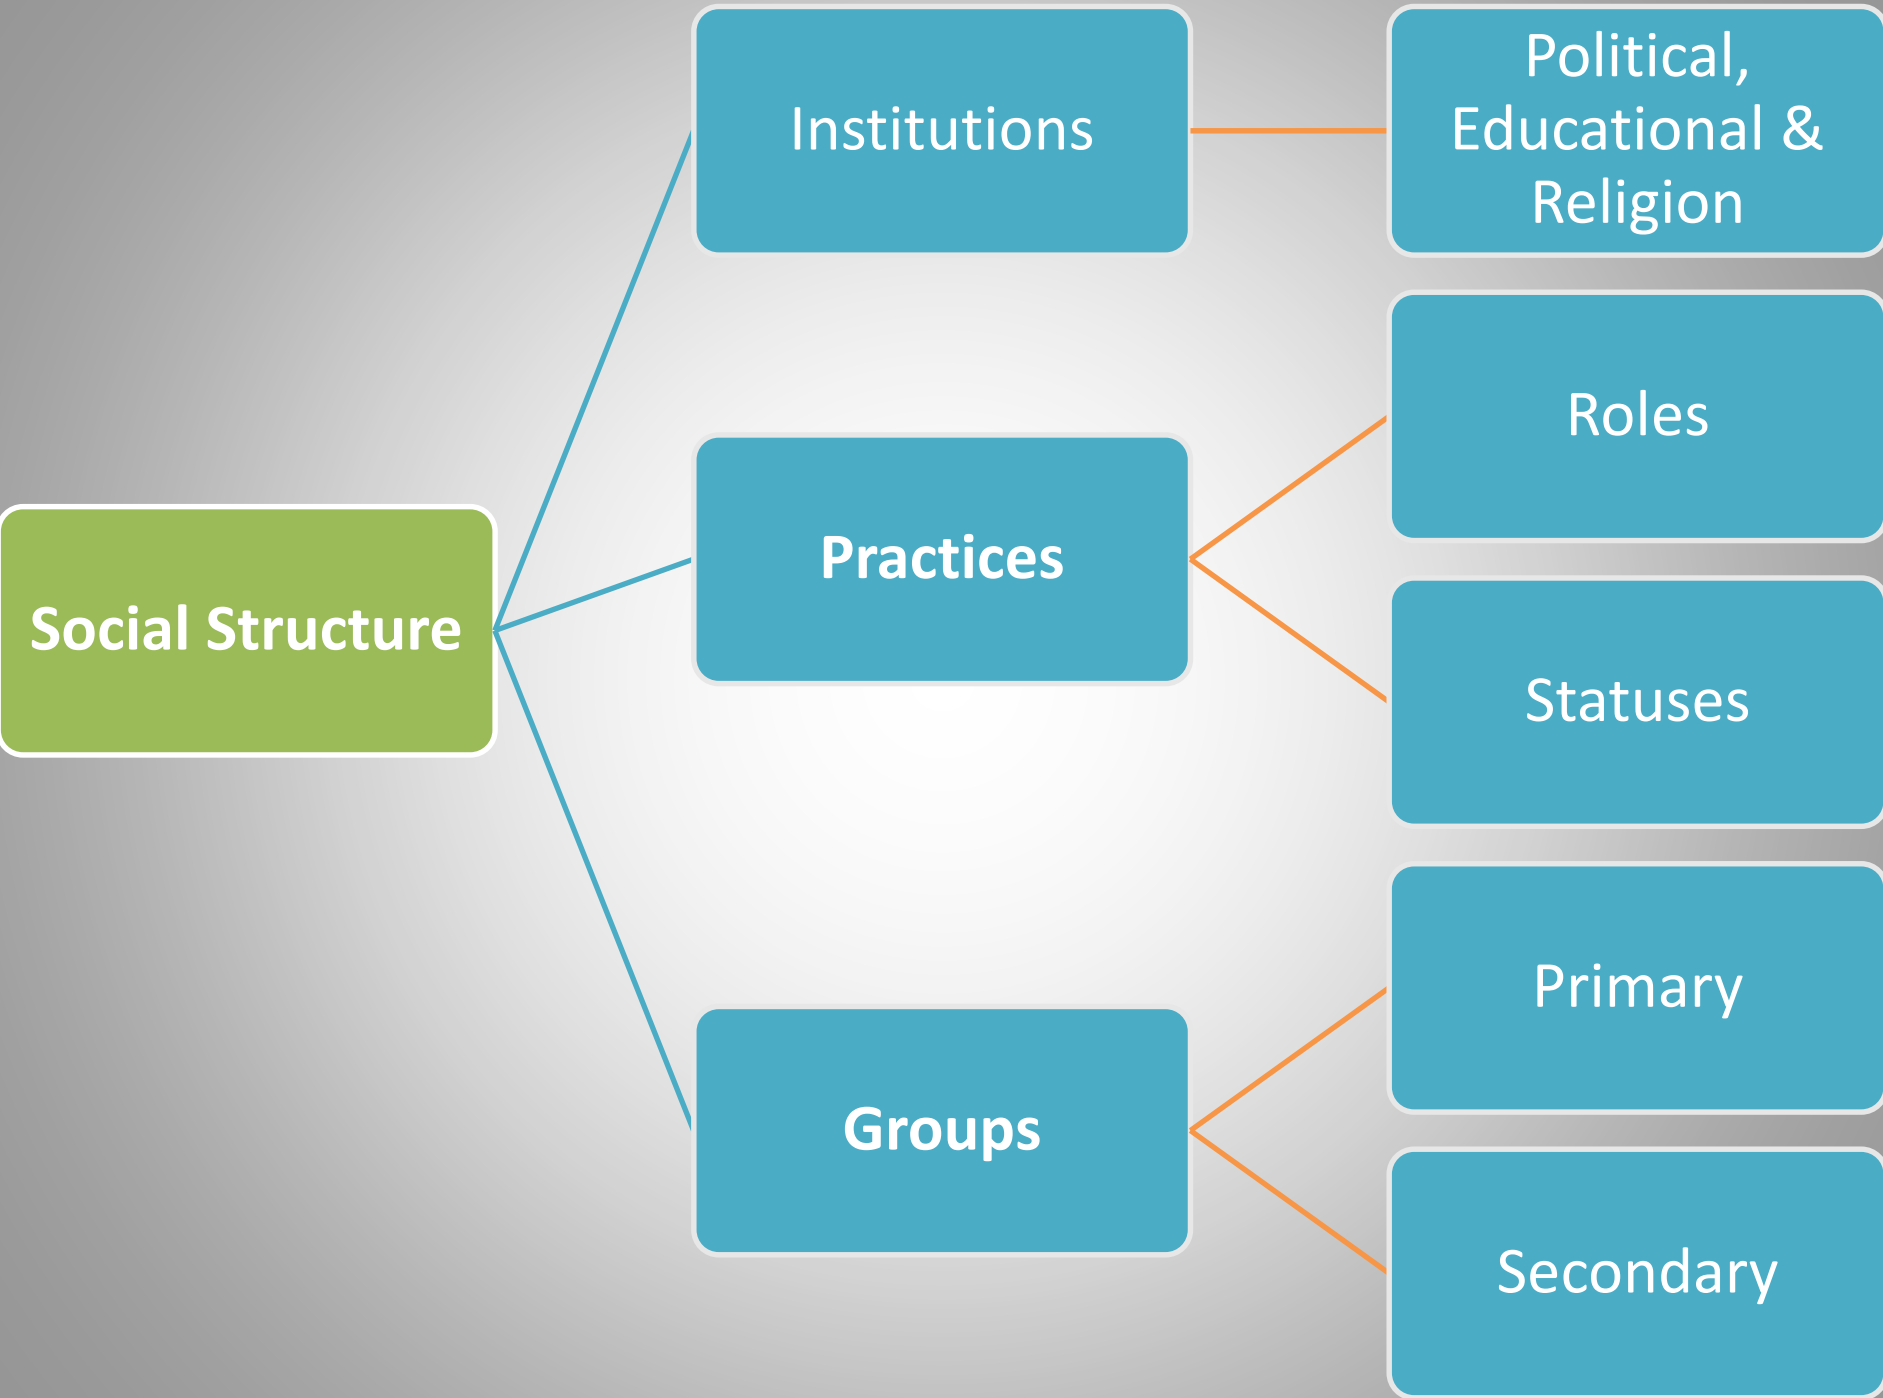 Social Structure
Institutions
Political,
Educational &
Religion
Practices
Roles
Statuses
Groups
Primary
Secondary